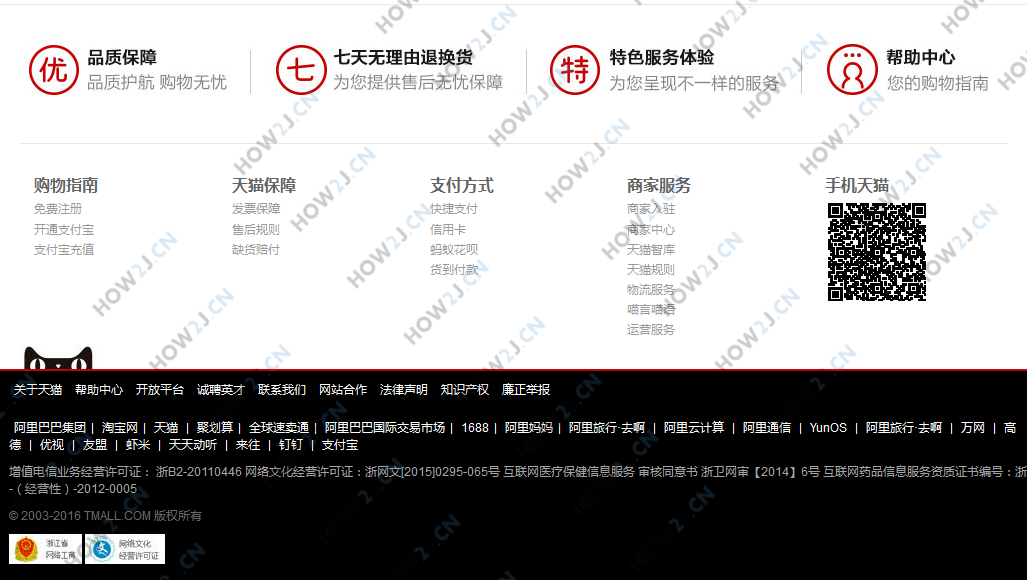 优 品质保障 七 七天无理由退换货 特 特色服务体验 帮助中心
品质护航 购物无忧 为您提供售后无忧保障 为您呈现不一样的服务 您的购物指南
购物指南 天猫保障 支付方式 商家服务 手机天猫
免费注册 发票保障 快捷支付 商家入驻
开通支付宝 售后规则 信用卡 商家中心
支付宝充值 缺货赔付 蚂蚁花呗 天猫智库
货到付款 天猫规则
物流服务
喵言喵语
运营服务
关于天猫 帮助中心 开放平台 诚聘英才 联系我们 网站合作 法律声明 知识产权 廉正举报
阿里巴巴集团 | 淘宝网 | 天猫 | 聚划算 | 全球速卖通 | 阿里巴巴国际交易市场 | 1688 | 阿里妈妈 | 阿里旅行·去啊 | 阿里云计算 | 阿里通信 | YunOS | 阿里旅行·去啊 | 万网 | 高
德 | 优视 | 友盟 | 虾米 | 天天动听 | 来往 | 钉钉 | 支付宝
增值电信业务经营许可证： 浙B2-20110446 网络文化经营许可证：浙网文[2015]0295-065号 互联网医疗保健信息服务 审核同意书 浙卫网审【2014】6号 互联网药品信息服务资质证书编号：浙
-（经营性）-2012-0005
© 2003-2016 TMALL.COM 版权所有
浙江省 网络文化
网络工商 经营许可证
HOW2J.CN